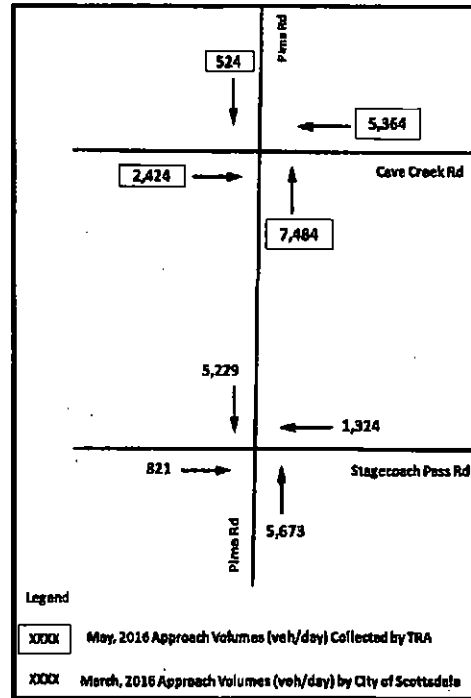 Pima Rd
524
5,364
Cave Creek Rd
2,424
7,484
5,229
1,324
821
Stagecoach Pass Rd
5,673
Pima Rd
Legend
XXXX May, 2016 Approach Volumes (veh/day) Collected by TRA
XXXX March, 2016 Approach Volumes (veh/day) by City of Scottsdale